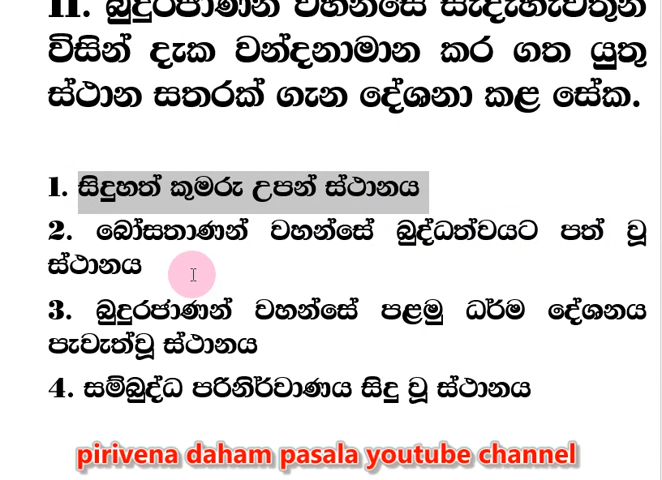 II. බුදුරජාණන් වහන්සේ සැදැහැවතුන්
විසින් දැක වන්දනාමාන කර ගත යුතු
ස්ථාන සතරක් ගැන දේශනා කළ සේක.
1. සිදුහත් කුමරු උපන් ස්ථානය
2. බෝසතාණන් වහන්සේ බුද්ධත්වයට පත් වූ
ස්ථානය
3. බුදුරජාණන් වහන්සේ පළමු ධර්ම දේශනය
පැවැත්වූ ස්ථානය
4. සම්බුද්ධ පරිනිර්වාණය සිදු වූ ස්ථානය
pirivena daham pasala youtube channel